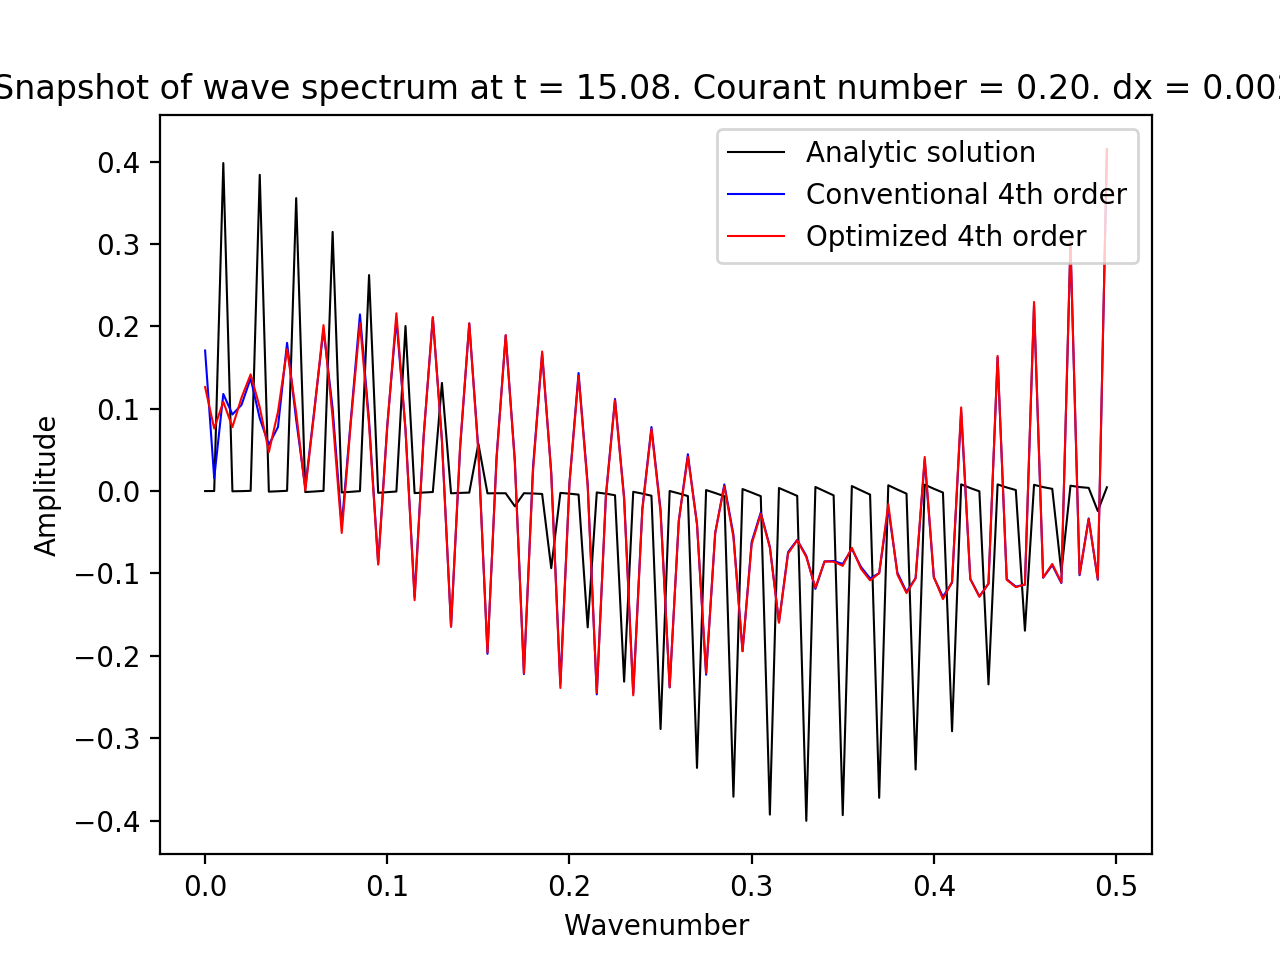 Snapshot of wave spectrum at t = 15.08. Courant number = 0.20. dx =
Analytic solution
Conventional 4th order
Optimized 4th order
Amplitude
0.4
0.3
0.2
0.1
0.0
−0.1
−0.2
−0.3
−0.4
0.0 0.1 0.2 0.3 0.4 0.5
Wavenumber